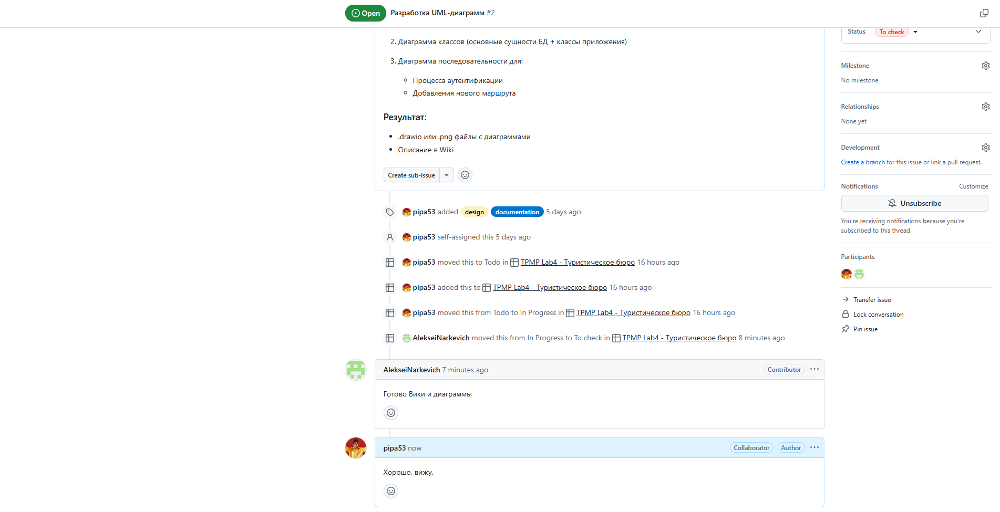 Open Разработка UML-диаграмм #2
2. Диаграмма классов (основные сущности БД + классы приложения)
3. Диаграмма последовательности для:
Процесса аутентификации
Добавления нового маршрута
Результат:
.drawio или .png файлы с диаграммами
Описание в Wiki
Create sub-issue
pipa53 added design documentation 5 days ago
pipa53 self-assigned this 5 days ago
pipa53 moved this to Todo in TPMP Lab4 - Туристическое бюро 16 hours ago
pipa53 added this to TPMP Lab4 - Туристическое бюро 16 hours ago
pipa53 moved this from Todo to In Progress in TPMP Lab4 - Туристическое бюро 16 hours ago
AlekseiNarkevich moved this from In Progress to To check in TPMP Lab4 - Туристическое бюро 8 minutes ago
AlekseiNarkevich 7 minutes ago Contributor
Готово Вики и диаграммы
pipa53 now Collaborator Author
Хорошо, вижу.
Status To check
Milestone
No milestone
Relationships
None yet
Development
Create a branch for this issue or link a pull request.
Notifications Customize
Unsubscribe
You're receiving notifications because you're
subscribed to this thread.
Participants
Transfer issue
Lock conversation
Pin issue